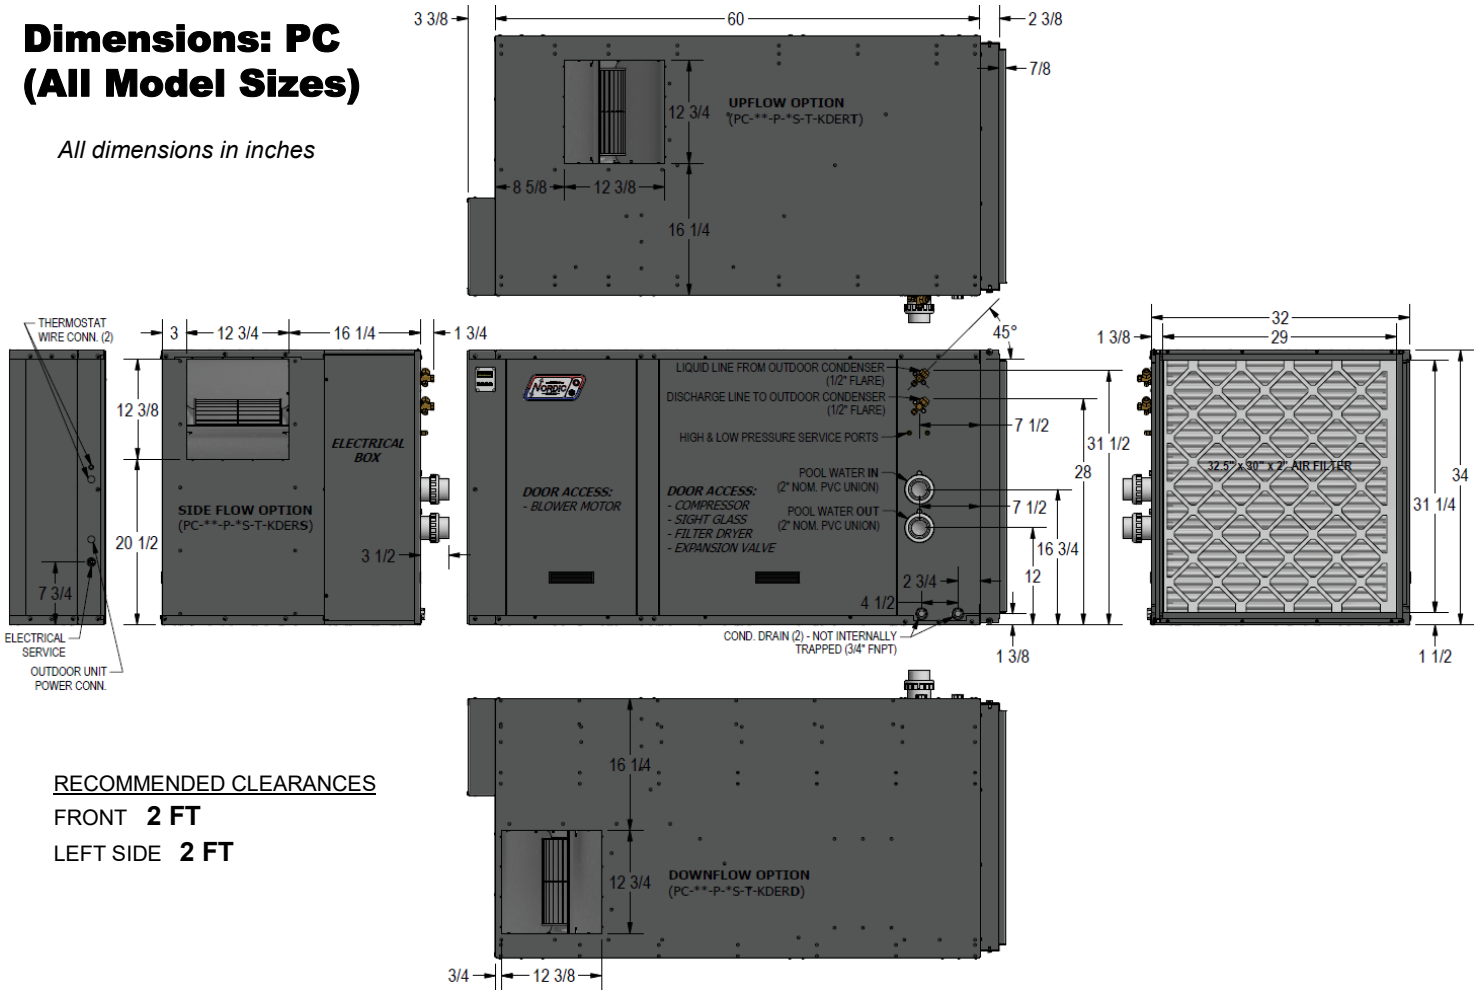 Dimensions: PC
(All Model Sizes)
All dimensions in inches
3 3/8
60
2 3/8
7/8
12 3/4
UPFLOW OPTION
(PC-**-P-*S-T-KDERT)
8 5/8
12 3/8
16 1/4
THERMOSTAT
WIRE CONN. (2)
3
12 3/4
16 1/4
1 3/4
12 3/8
ELECTRICAL
BOX
SIDE FLOW OPTION
(PC-**-P-*S-T-KDERS)
20 1/2
3 1/2
7 3/4
ELECTRICAL
SERVICE
OUTDOOR UNIT
POWER CONN.
NORDIC
LIQUID LINE FROM OUTDOOR CONDENSER
(1/2" FLARE)
DISCHARGE LINE TO OUTDOOR CONDENSER
(1/2" FLARE)
HIGH & LOW PRESSURE SERVICE PORTS
POOL WATER IN
(2" NOM. PVC UNION)
POOL WATER OUT
(2" NOM. PVC UNION)
DOOR ACCESS:
- BLOWER MOTOR
DOOR ACCESS:
- COMPRESSOR
- SIGHT GLASS
- FILTER DRYER
- EXPANSION VALVE
COND. DRAIN (2) - NOT INTERNALLY
TRAPPED (3/4" FNPT)
45°
7 1/2
31 1/2
28
7 1/2
16 3/4
12
2 3/4
4 1/2
1 3/8
32
1 3/8
29
32.5" x 30" x 2" AIR FILTER
34
31 1/4
1 1/2
16 1/4
12 3/4
DOWNFLOW OPTION
(PC-**-P-*S-T-KDERD)
3/4
12 3/8
RECOMMENDED CLEARANCES
FRONT 2 FT
LEFT SIDE 2 FT